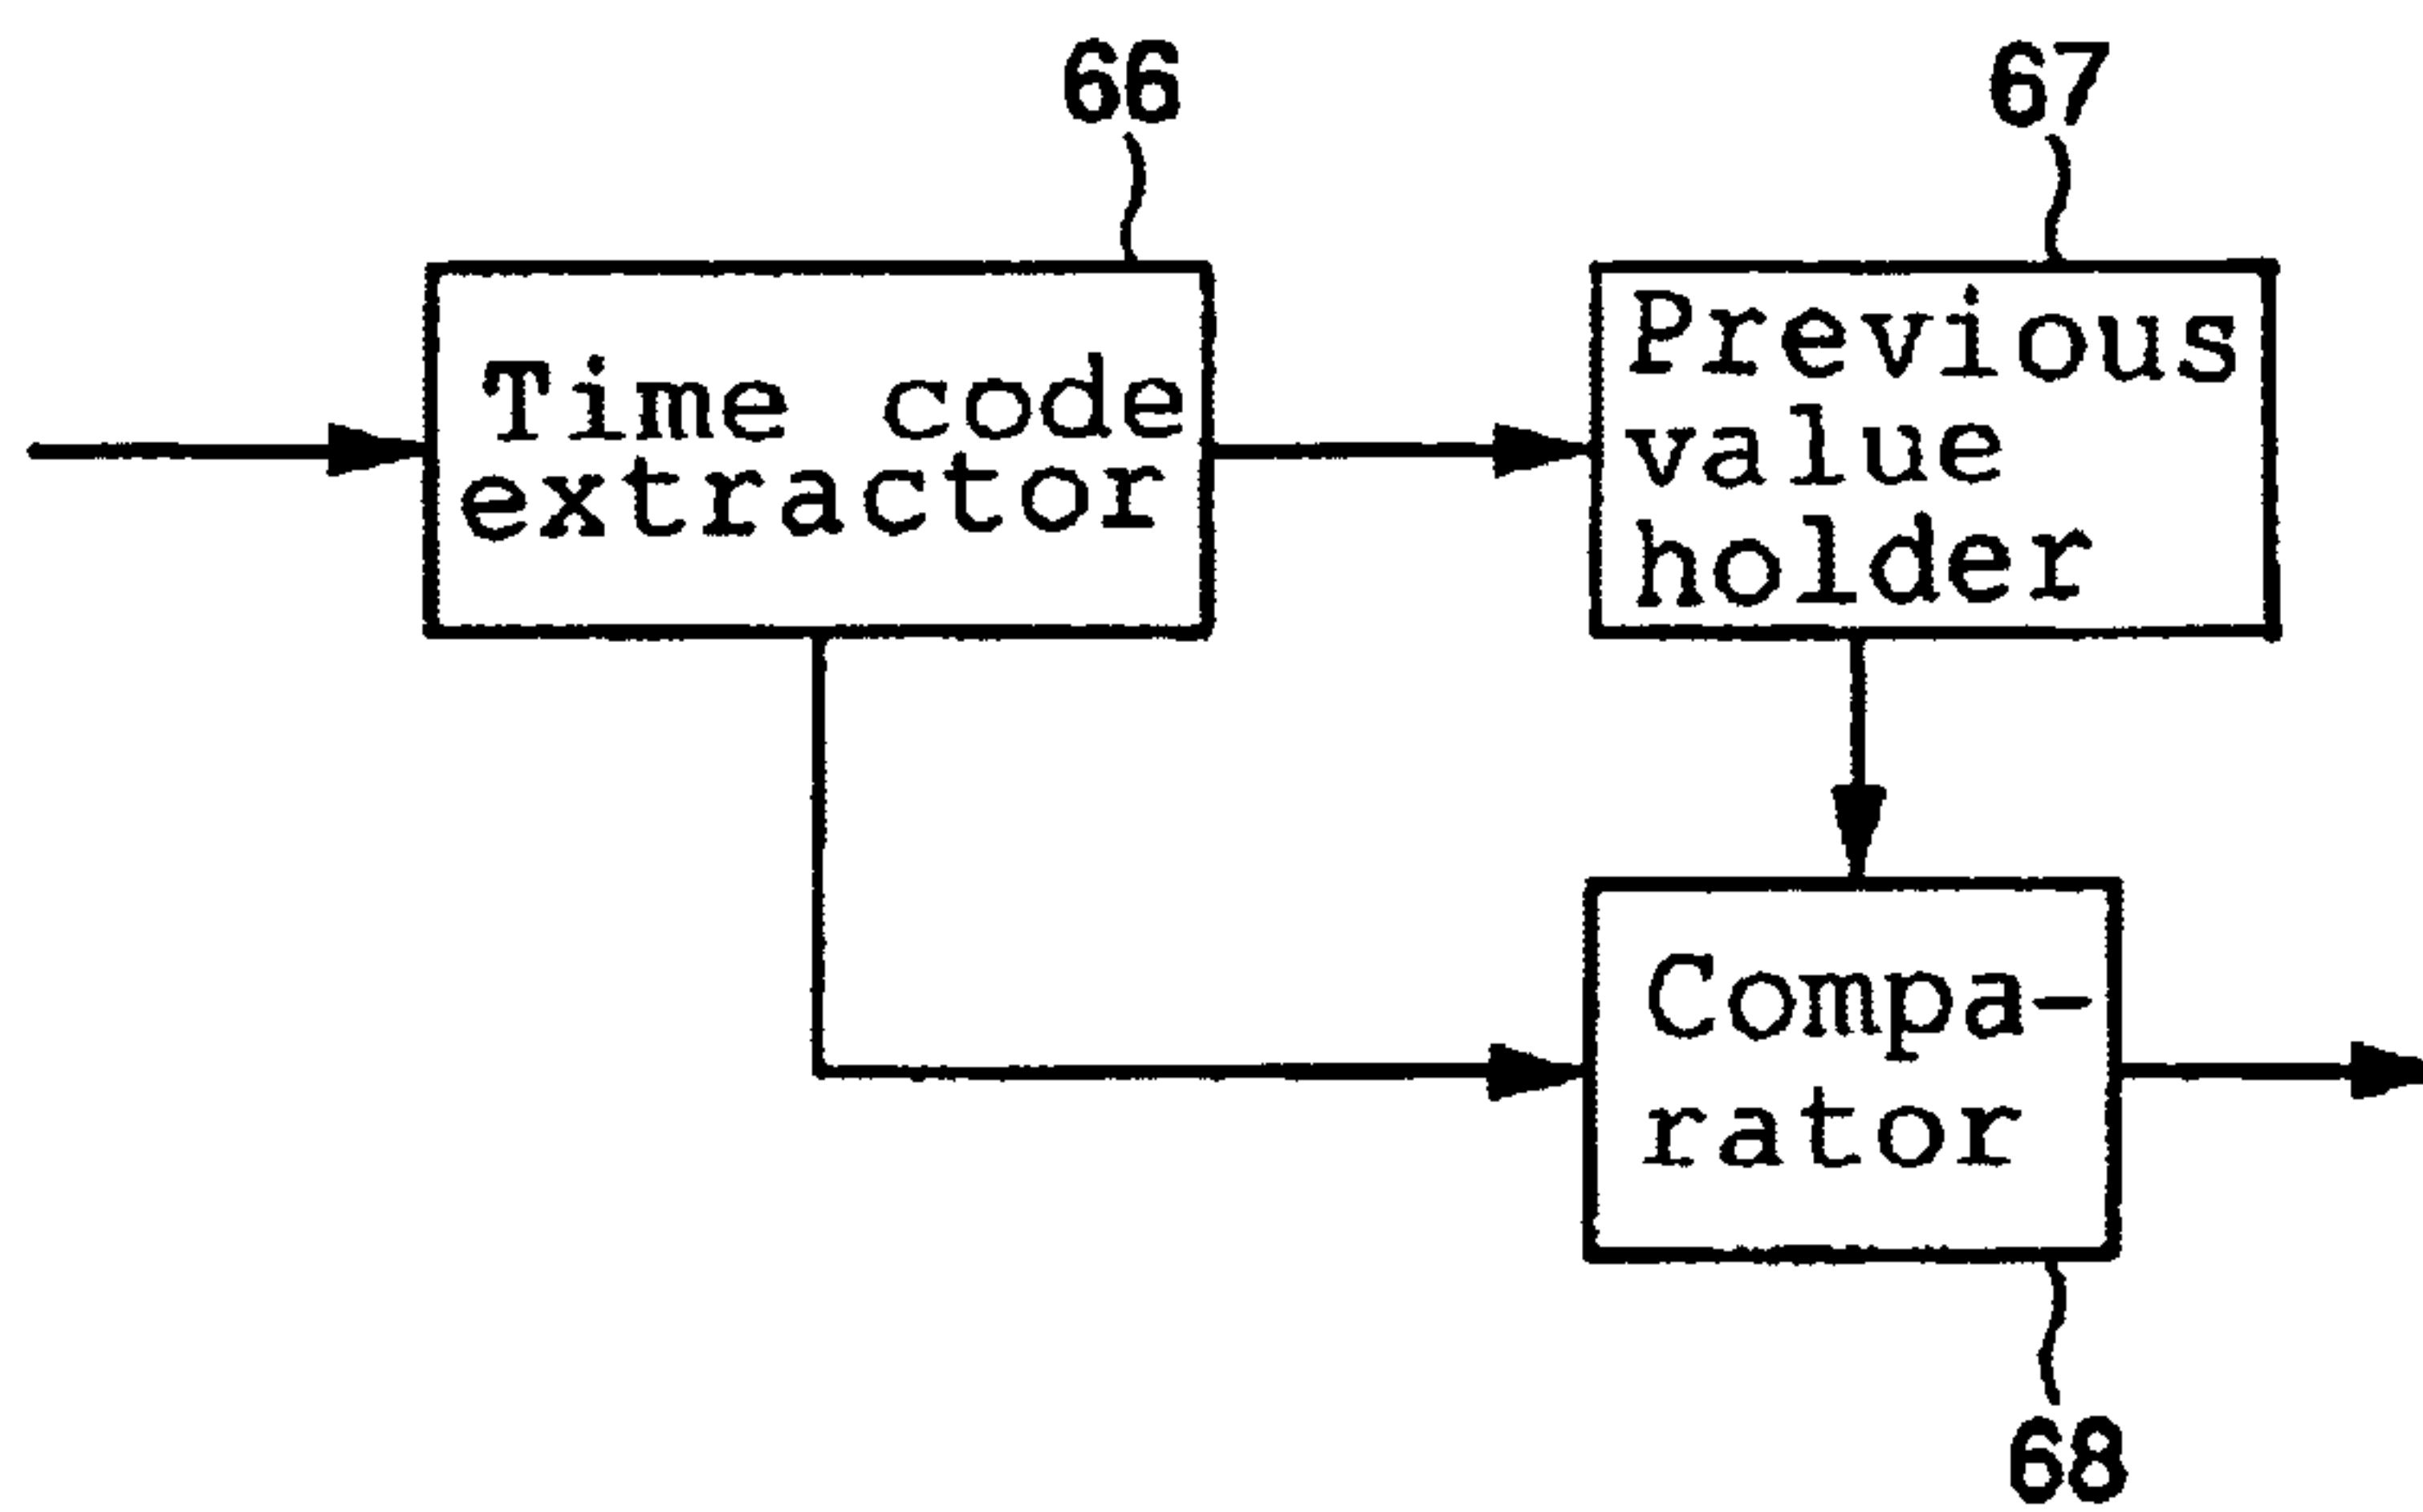 66
67
Time code
extractor
Previous
value
holder
Compa-
rator
68